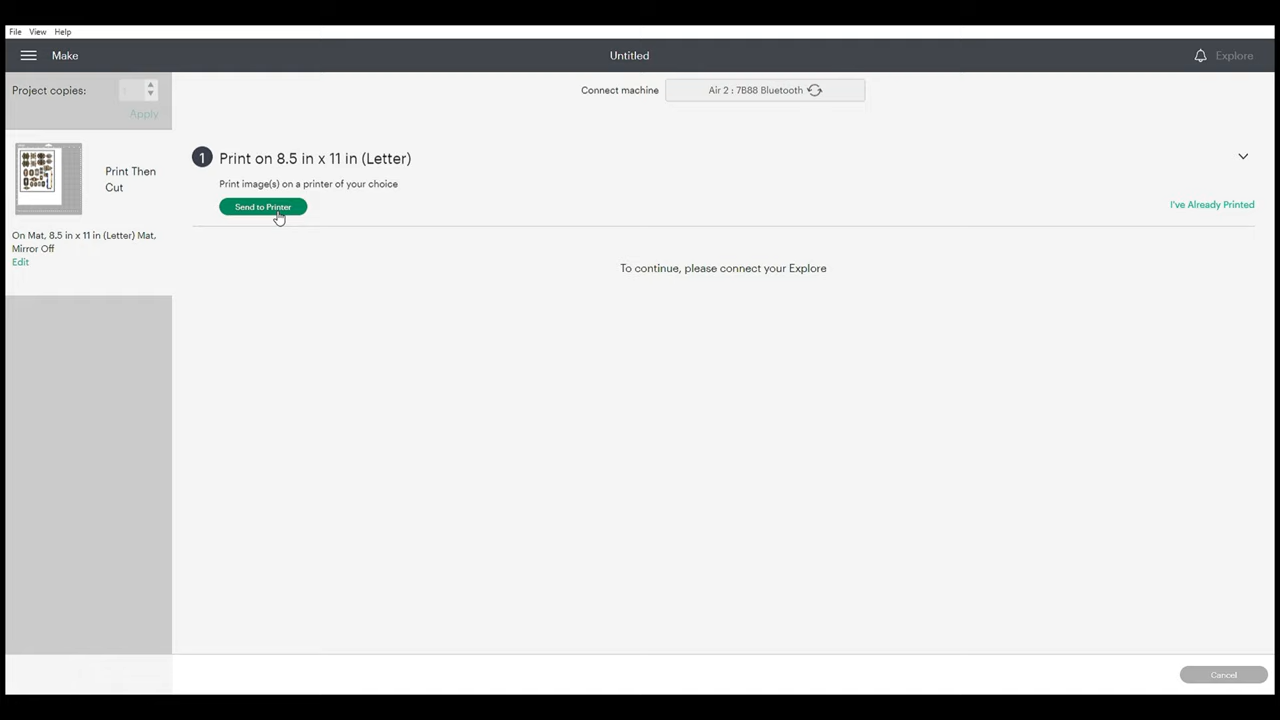 File View Help
Make
Untitled
Explore
Project copies:
Apply
Connect machine
Air 2 : 7B88 Bluetooth
Print Then
Cut
On Mat, 8.5 in x 11 in (Letter) Mat,
Mirror Off
Edit
1 Print on 8.5 in x 11 in (Letter)
Print image(s) on a printer of your choice
Send to Printer
I've Already Printed
To continue, please connect your Explore
Cancel